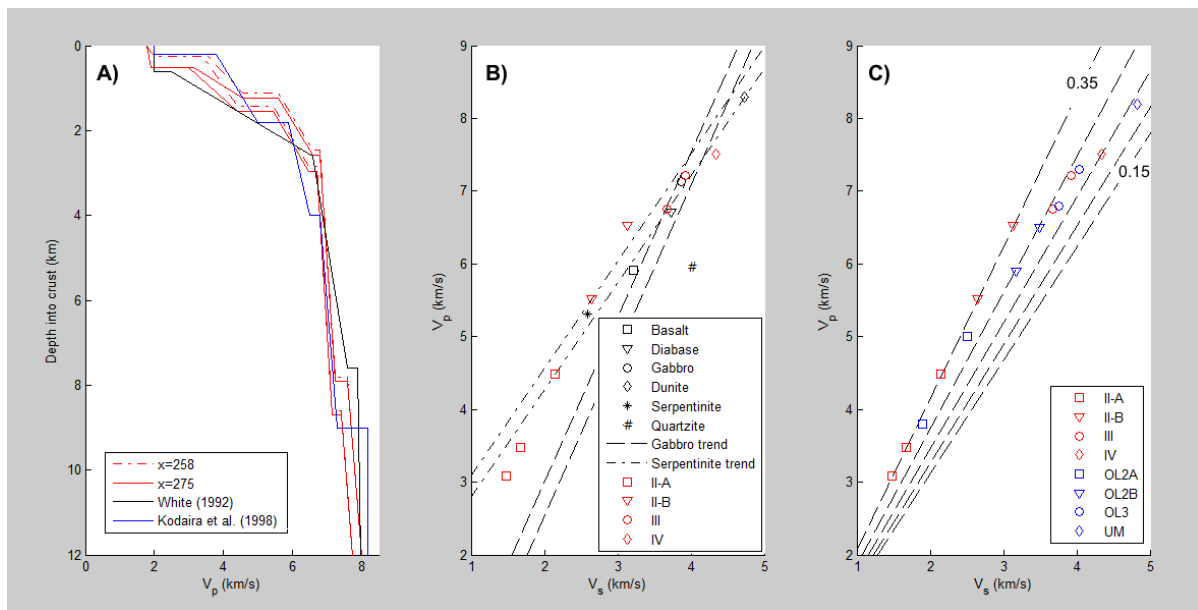 A)
0
2
4
6
8
10
12
Depth into crust (km)
0
2
4
6
8
Vp (km/s)
x=258
x=275
White (1992)
Kodaira et al. (1998)
B)
9
8
7
6
5
4
3
2
Vp (km/s)
1
2
3
4
5
Vs (km/s)
#
Basalt
Diabase
Gabbro
Dunite
Serpentinite
# Quartzite
Gabbro trend
Serpentinite trend
II-A
II-B
III
IV
C)
0.35
0.15
9
8
7
6
5
4
3
2
Vp (km/s)
1
2
3
4
5
Vs (km/s)
II-A
II-B
III
IV
OL2A
OL2B
OL3
UM